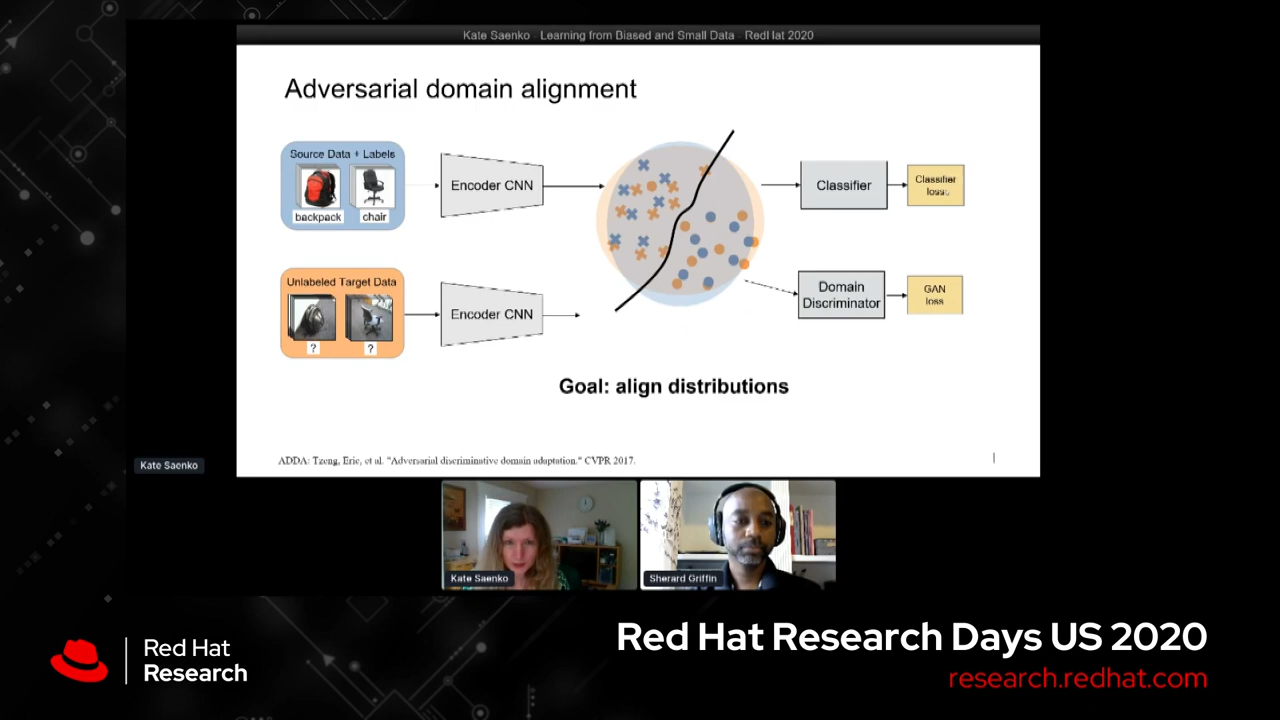 Kate Saenko - Learning from Biased and Small Data - RedHat 2020
Adversarial domain alignment
Source Data + Labels
backpack
chair
Encoder CNN
Classifier
Classifier
loss
Unlabeled Target Data
?
?
Encoder CNN
Domain
Discriminator
GAN
loss
Goal: align distributions
ADDA: Tzeng, Eric, et al. "Adversarial discriminative domain adaptation." CVPR 2017.
Kate Saenko
Kate Saenko
Sherard Griffin
Red Hat
Research
Red Hat Research Days US 2020
research.redhat.com